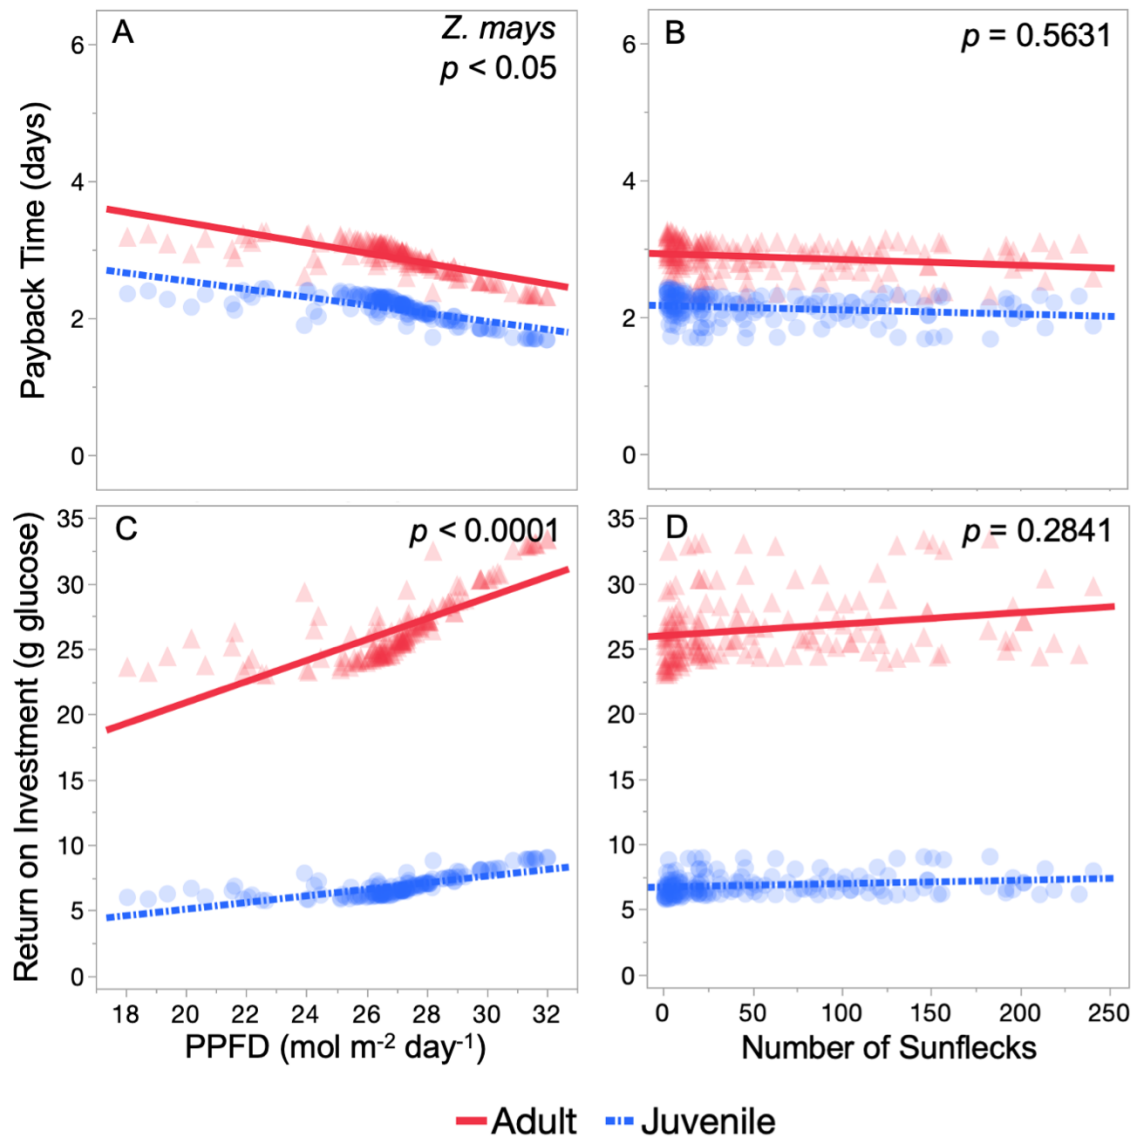 A
Z. mays
p < 0.05
B
p = 0.5631
Payback Time (days)
6
4
2
0
6
4
2
0
C
p < 0.0001
D
p = 0.2841
Return on Investment (g glucose)
35
30
25
20
15
10
5
0
35
30
25
20
15
10
5
0
18 20 22 24 26 28 30 32
0 50 100 150 200 250
PPFD (mol m-2 day-1)
Number of Sunflecks
Adult Juvenile